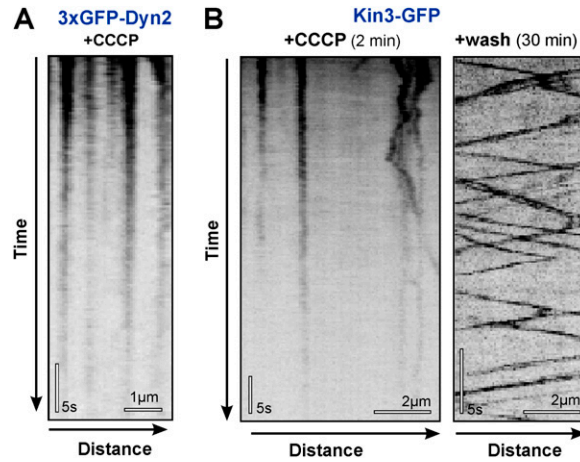 A
3xGFP-Dyn2
+CCCP
Time
5s
1µm
Distance
B
Kin3-GFP
+CCCP (2 min)
+wash (30 min)
Time
5s
2µm
5s
2µm
Distance
Distance